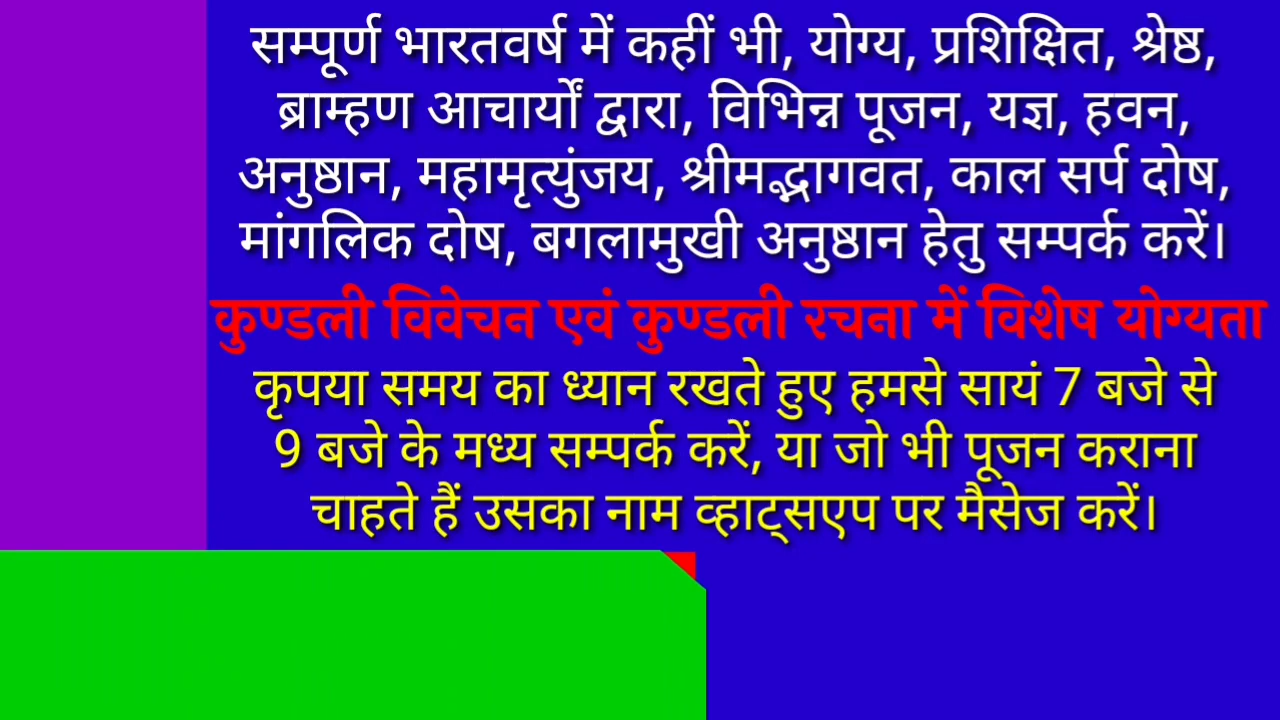 सम्पूर्ण भारतवर्ष में कहीं भी, योग्य, प्रशिक्षित, श्रेष्ठ,
ब्राम्हण आचार्यों द्वारा, विभिन्न पूजन, यज्ञ, हवन,
अनुष्ठान, महामृत्युंजय, श्रीमद्भागवत, काल सर्प दोष,
मांगलिक दोष, बगलामुखी अनुष्ठान हेतु सम्पर्क करें।
कुण्डली विवेचन एवं कुण्डली रचना में विशेष योग्यता
कृपया समय का ध्यान रखते हुए हमसे सायं 7 बजे से
9 बजे के मध्य सम्पर्क करें, या जो भी पूजन कराना
चाहते हैं उसका नाम व्हाट्सएप पर मैसेज करें।